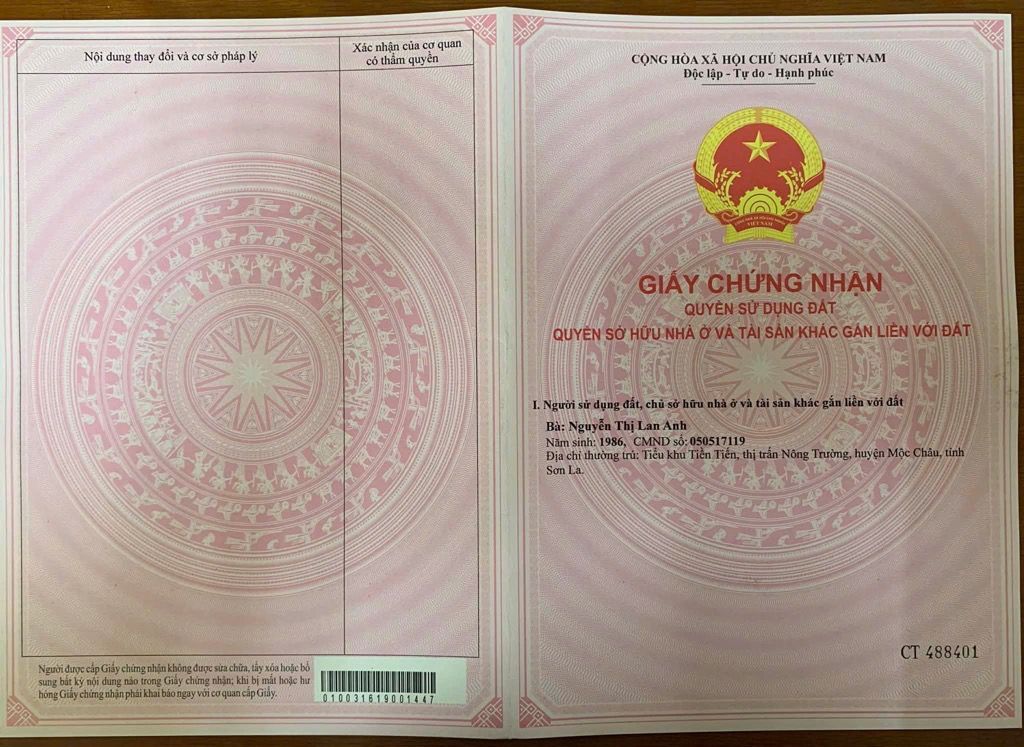 Nội dung thay đổi và cơ sở pháp lý
Xác nhận của cơ quan
có thẩm quyền
Người được cấp Giấy chứng nhận không được sửa chữa, tẩy xóa hoặc bổ
sung bất kỳ nội dung nào trong Giấy chứng nhận; khi bị mất hoặc hư
hỏng Giấy chứng nhận phải khai báo ngay với cơ quan cấp Giấy.
010031619001447
CỘNG HÒA XÃ HỘI CHỦ NGHĨA VIỆT NAM
Độc lập - Tự do - Hạnh phúc
VIỆT NAM
GIẤY CHỨNG NHẬN
QUYỀN SỬ DỤNG ĐẤT
QUYỀN SỞ HỮU NHÀ Ở VÀ TÀI SẢN KHÁC GẮN LIỀN VỚI ĐẤT
I. Người sử dụng đất, chủ sở hữu nhà ở và tài sản khác gắn liền với đất
Bà: Nguyễn Thị Lan Anh
Năm sinh: 1986, CMND số: 050517119
Địa chỉ thường trú: Tiểu khu Tiền Tiến, thị trấn Nông Trường, huyện Mộc Châu, tỉnh
Sơn La.
CT 488401